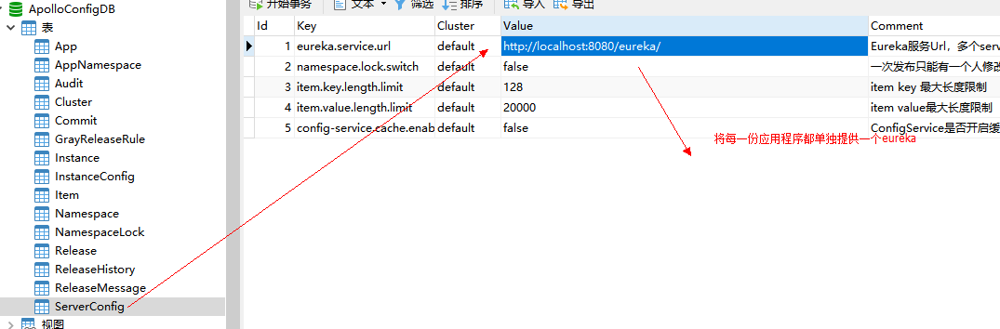 ApolloConfigDB
表
App
AppNamespace
Audit
Cluster
Commit
GrayReleaseRule
Instance
InstanceConfig
Item
Namespace
NamespaceLock
Release
ReleaseHistory
ReleaseMessage
ServerConfig
视图
开始事务 文本 筛选 排序 导入 导出
Id Key Cluster Value Comment
1 eureka.service.url default http://localhost:8080/eureka/ Eureka服务Url，多个serv
2 namespace.lock.switch default false 一次发布只能有一个人修改
3 item.key.length.limit default 128 item key 最大长度限制
4 item.value.length.limit default 20000 item value最大长度限制
5 config-service.cache.enab default false ConfigService是否开启缓
将每一份应用程序都单独提供一个eureka